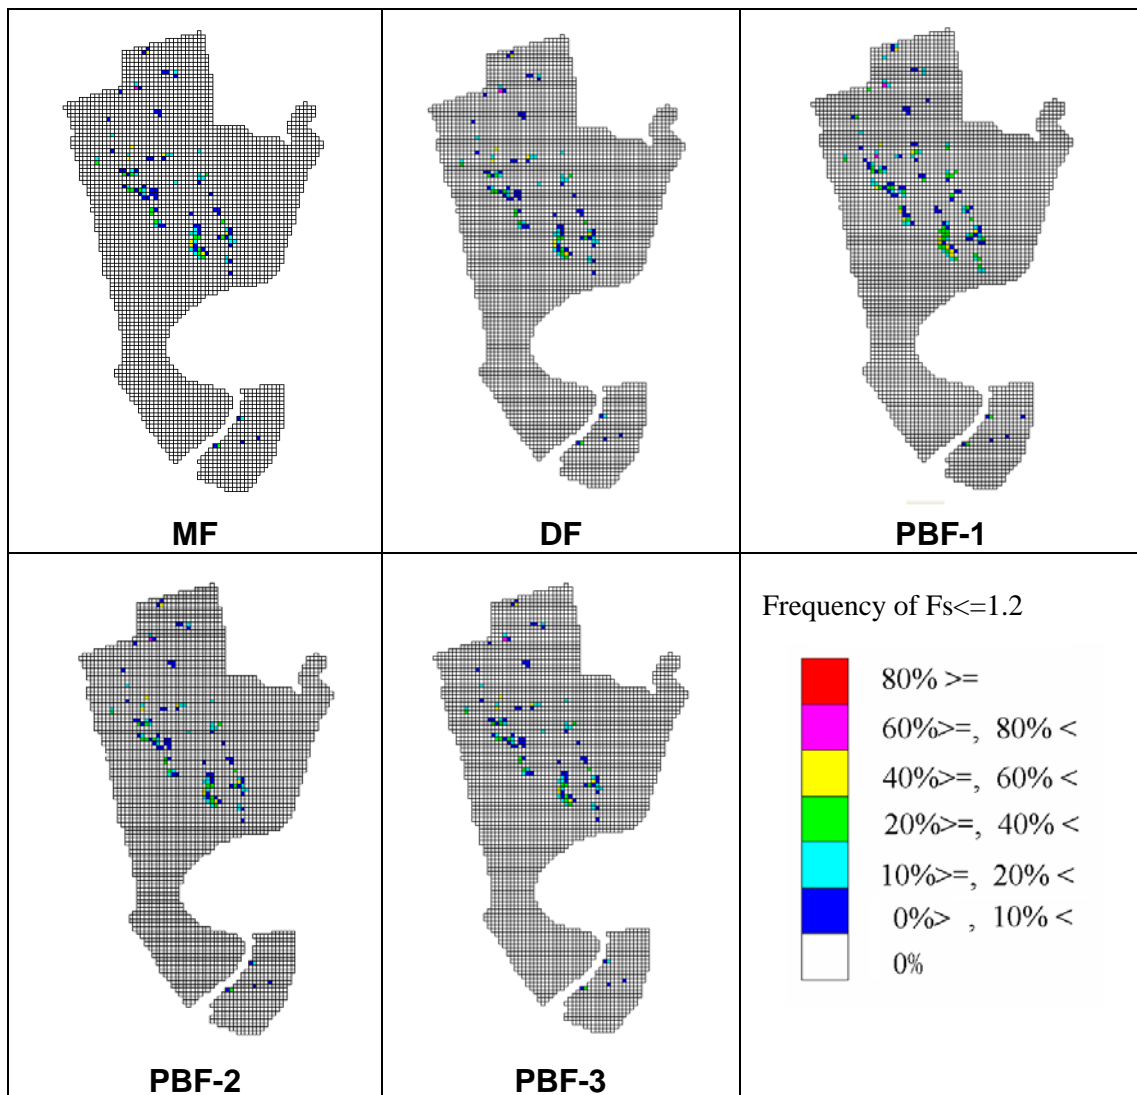 MF
DF
PBF-1
PBF-2
PBF-3
Frequency of Fs<=1.2
80% >=
60%>=, 80% <
40%>=, 60% <
20%>=, 40% <
10%>=, 20% <
0%> , 10% <
0%